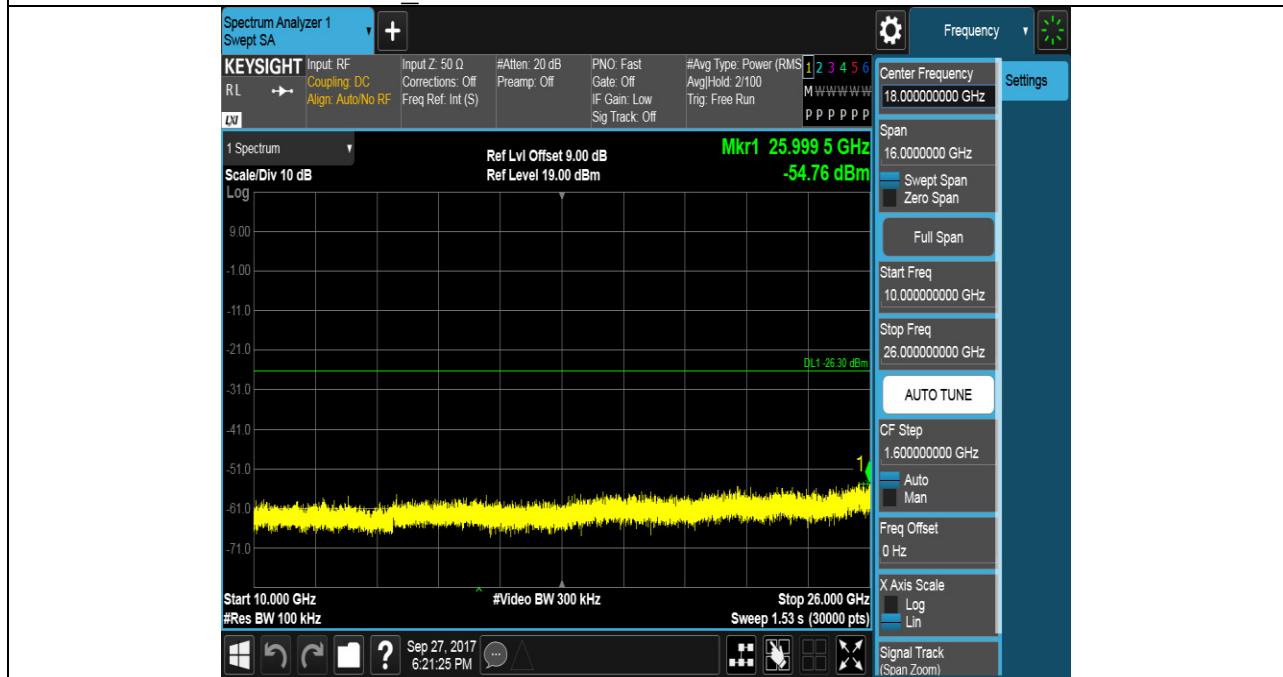 Spectrum Analyzer 1
Swept SA
+
Frequency
KEYSIGHT
RL
LXI
Input: RF
Coupling: DC
Align: Auto/No RF
Input Z: 50 Ω
Corrections: Off
Freq Ref: Int (S)
#Atten: 20 dB
Preamp: Off
PNO: Fast
Gate: Off
IF Gain: Low
Sig Track: Off
#Avg Type: Power (RMS
Avg|Hold: 2/100
Trig: Free Run
1 2 3 4 5 6
M W W W W W
P P P P P P
1 Spectrum
Scale/Div 10 dB
Ref Lvl Offset 9.00 dB
Ref Level 19.00 dBm
Mkr1 25.999 5 GHz
-54.76 dBm
Log
9.00
-1.00
-11.0
-21.0
DL1 -26.30 dBm
-31.0
-41.0
-51.0
1
-61.0
-71.0
Start 10.000 GHz
#Res BW 100 kHz
#Video BW 300 kHz
Stop 26.000 GHz
Sweep 1.53 s (30000 pts)
?
Sep 27, 2017
6:21:25 PM
Center Frequency
18.000000000 GHz
Span
16.0000000 GHz
Swept Span
Zero Span
Full Span
Start Freq
10.000000000 GHz
Stop Freq
26.000000000 GHz
AUTO TUNE
CF Step
1.600000000 GHz
Auto
Man
Freq Offset
0 Hz
X Axis Scale
Log
Lin
Signal Track
(Span Zoom)
Settings